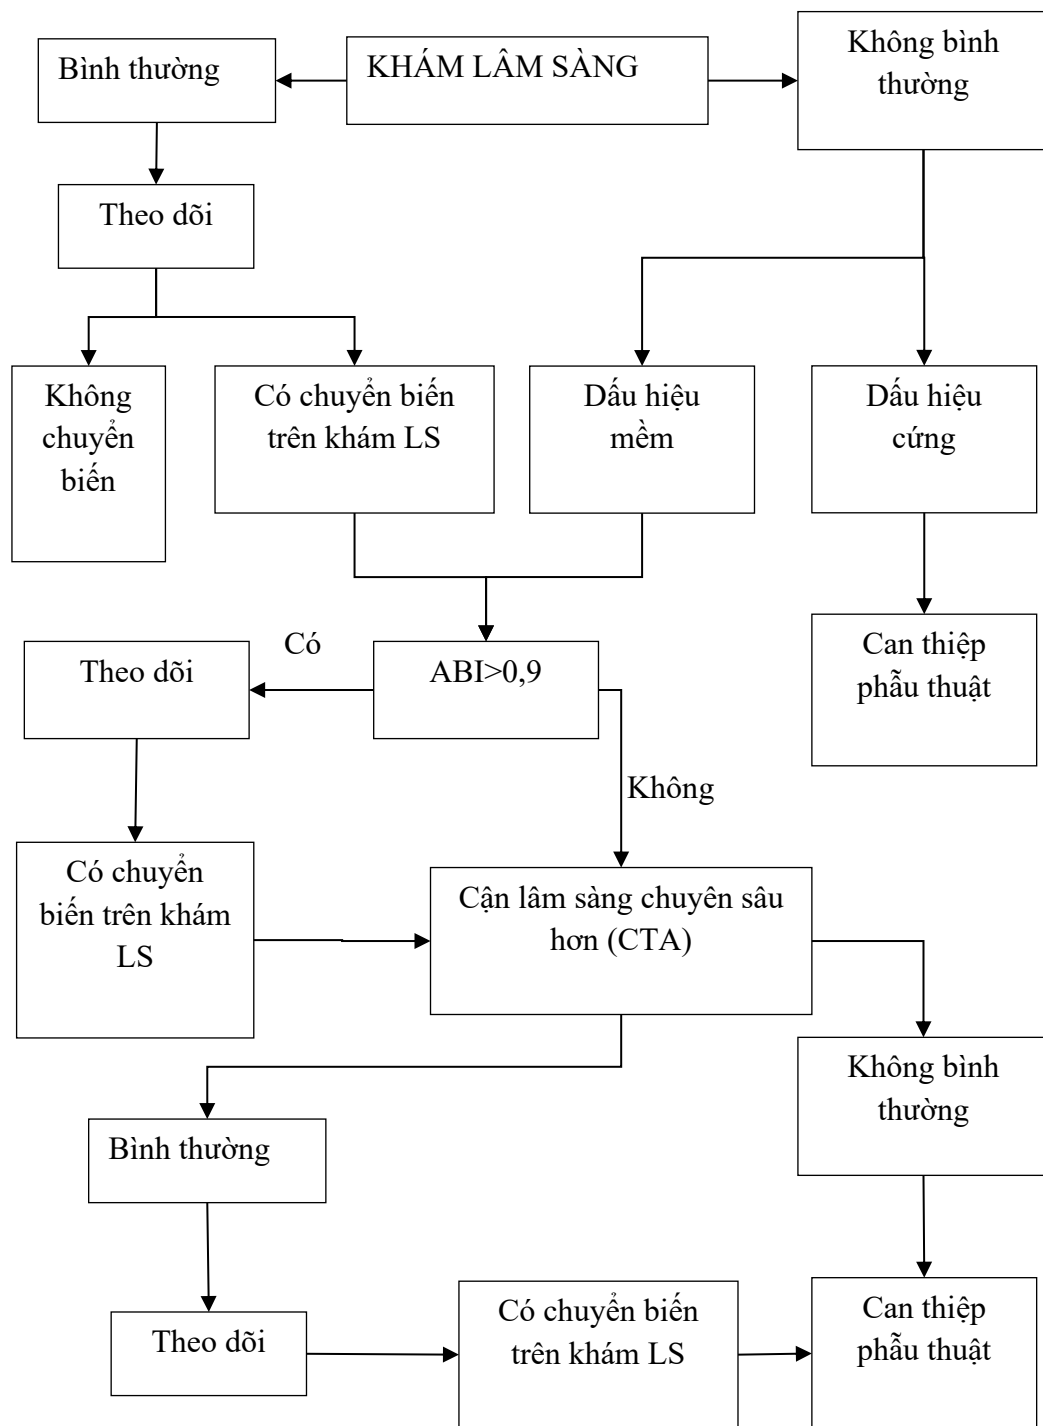 Bình thường
KHÁM LÂM SÀNG
Không bình
thường
Theo dõi
Không
chuyển
biến
Có chuyển biến
trên khám LS
Dấu hiệu
mềm
Dấu hiệu
cứng
Theo dõi
Có
ABI>0,9
Can thiệp
phẫu thuật
Không
Có chuyển
biến trên khám
LS
Cận lâm sàng chuyên sâu
hơn (CTA)
Không bình
thường
Bình thường
Theo dõi
Có chuyển biến
trên khám LS
Can thiệp
phẫu thuật